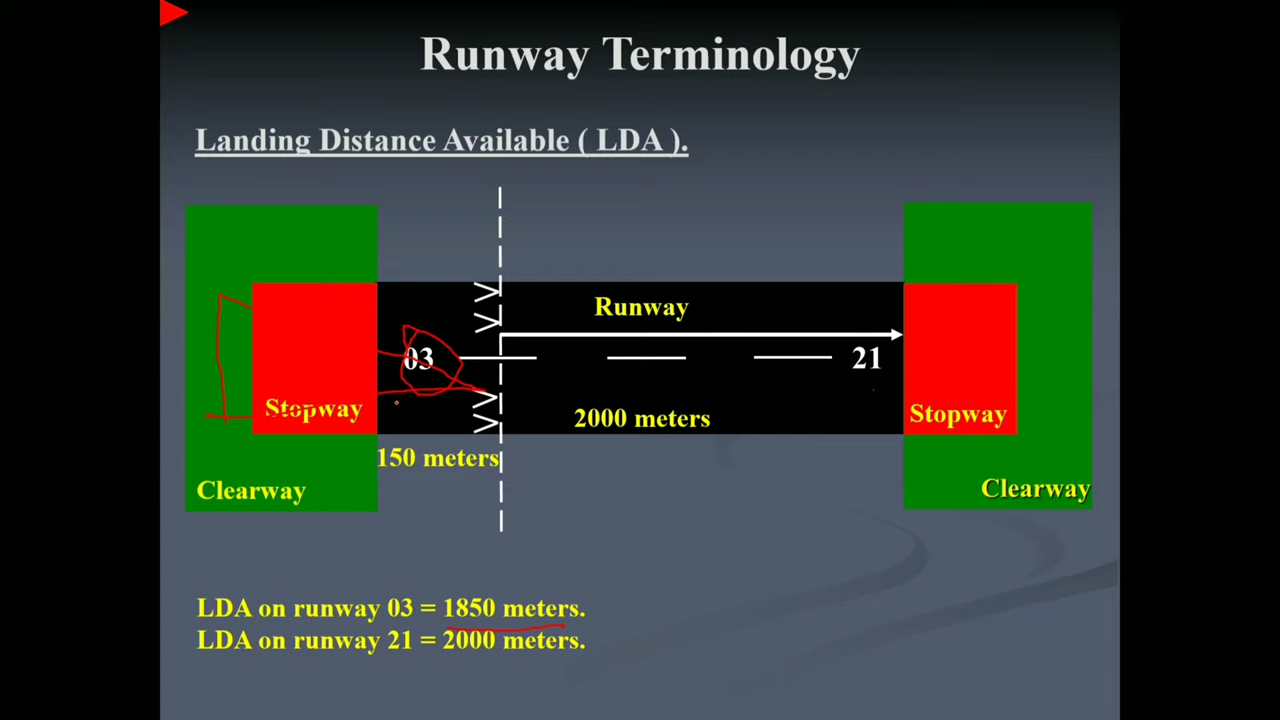 Runway Terminology
Landing Distance Available ( LDA ).
Runway
03
21
Stopway
2000 meters
Stopway
150 meters
Clearway
Clearway
LDA on runway 03 = 1850 meters.
LDA on runway 21 = 2000 meters.